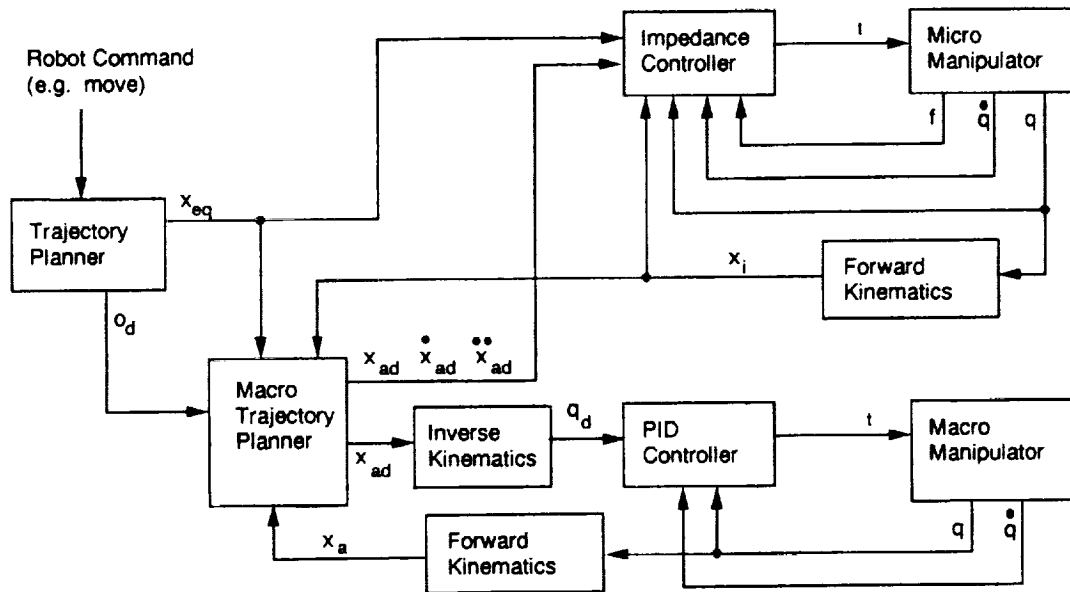 Robot Command
(e.g. move)
Impedance
Controller
t
Micro
Manipulator
f
q̇
q
x_eq
Trajectory
Planner
x_i
Forward
Kinematics
o_d
x_ad ẋ_ad ẍ_ad
Macro
Trajectory
Planner
x_ad
Inverse
Kinematics
q_d
PID
Controller
t
Macro
Manipulator
q
q̇
x_a
Forward
Kinematics